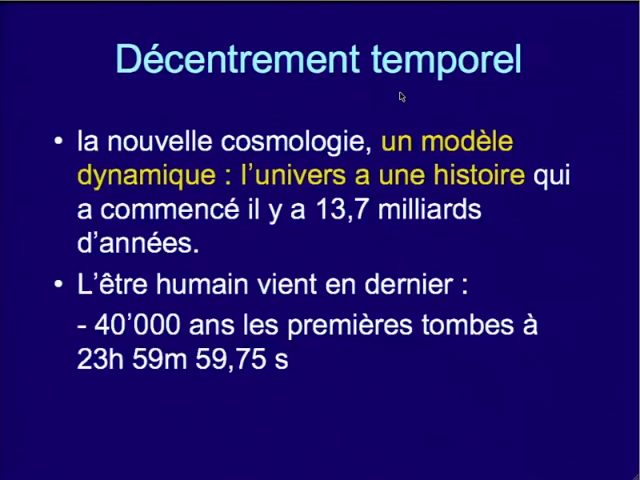 Décentrement temporel
• la nouvelle cosmologie, un modèle
dynamique : l’univers a une histoire qui
a commencé il y a 13,7 milliards
d’années.
• L’être humain vient en dernier :
- 40’000 ans les premières tombes à
23h 59m 59,75 s